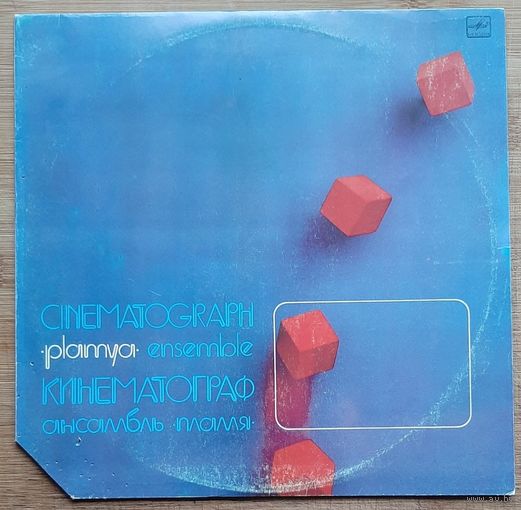 CINEMATOGRAPH
·plamya· ensemble
КИНЕМАТОГРАФ
ансамбль ·пламя·